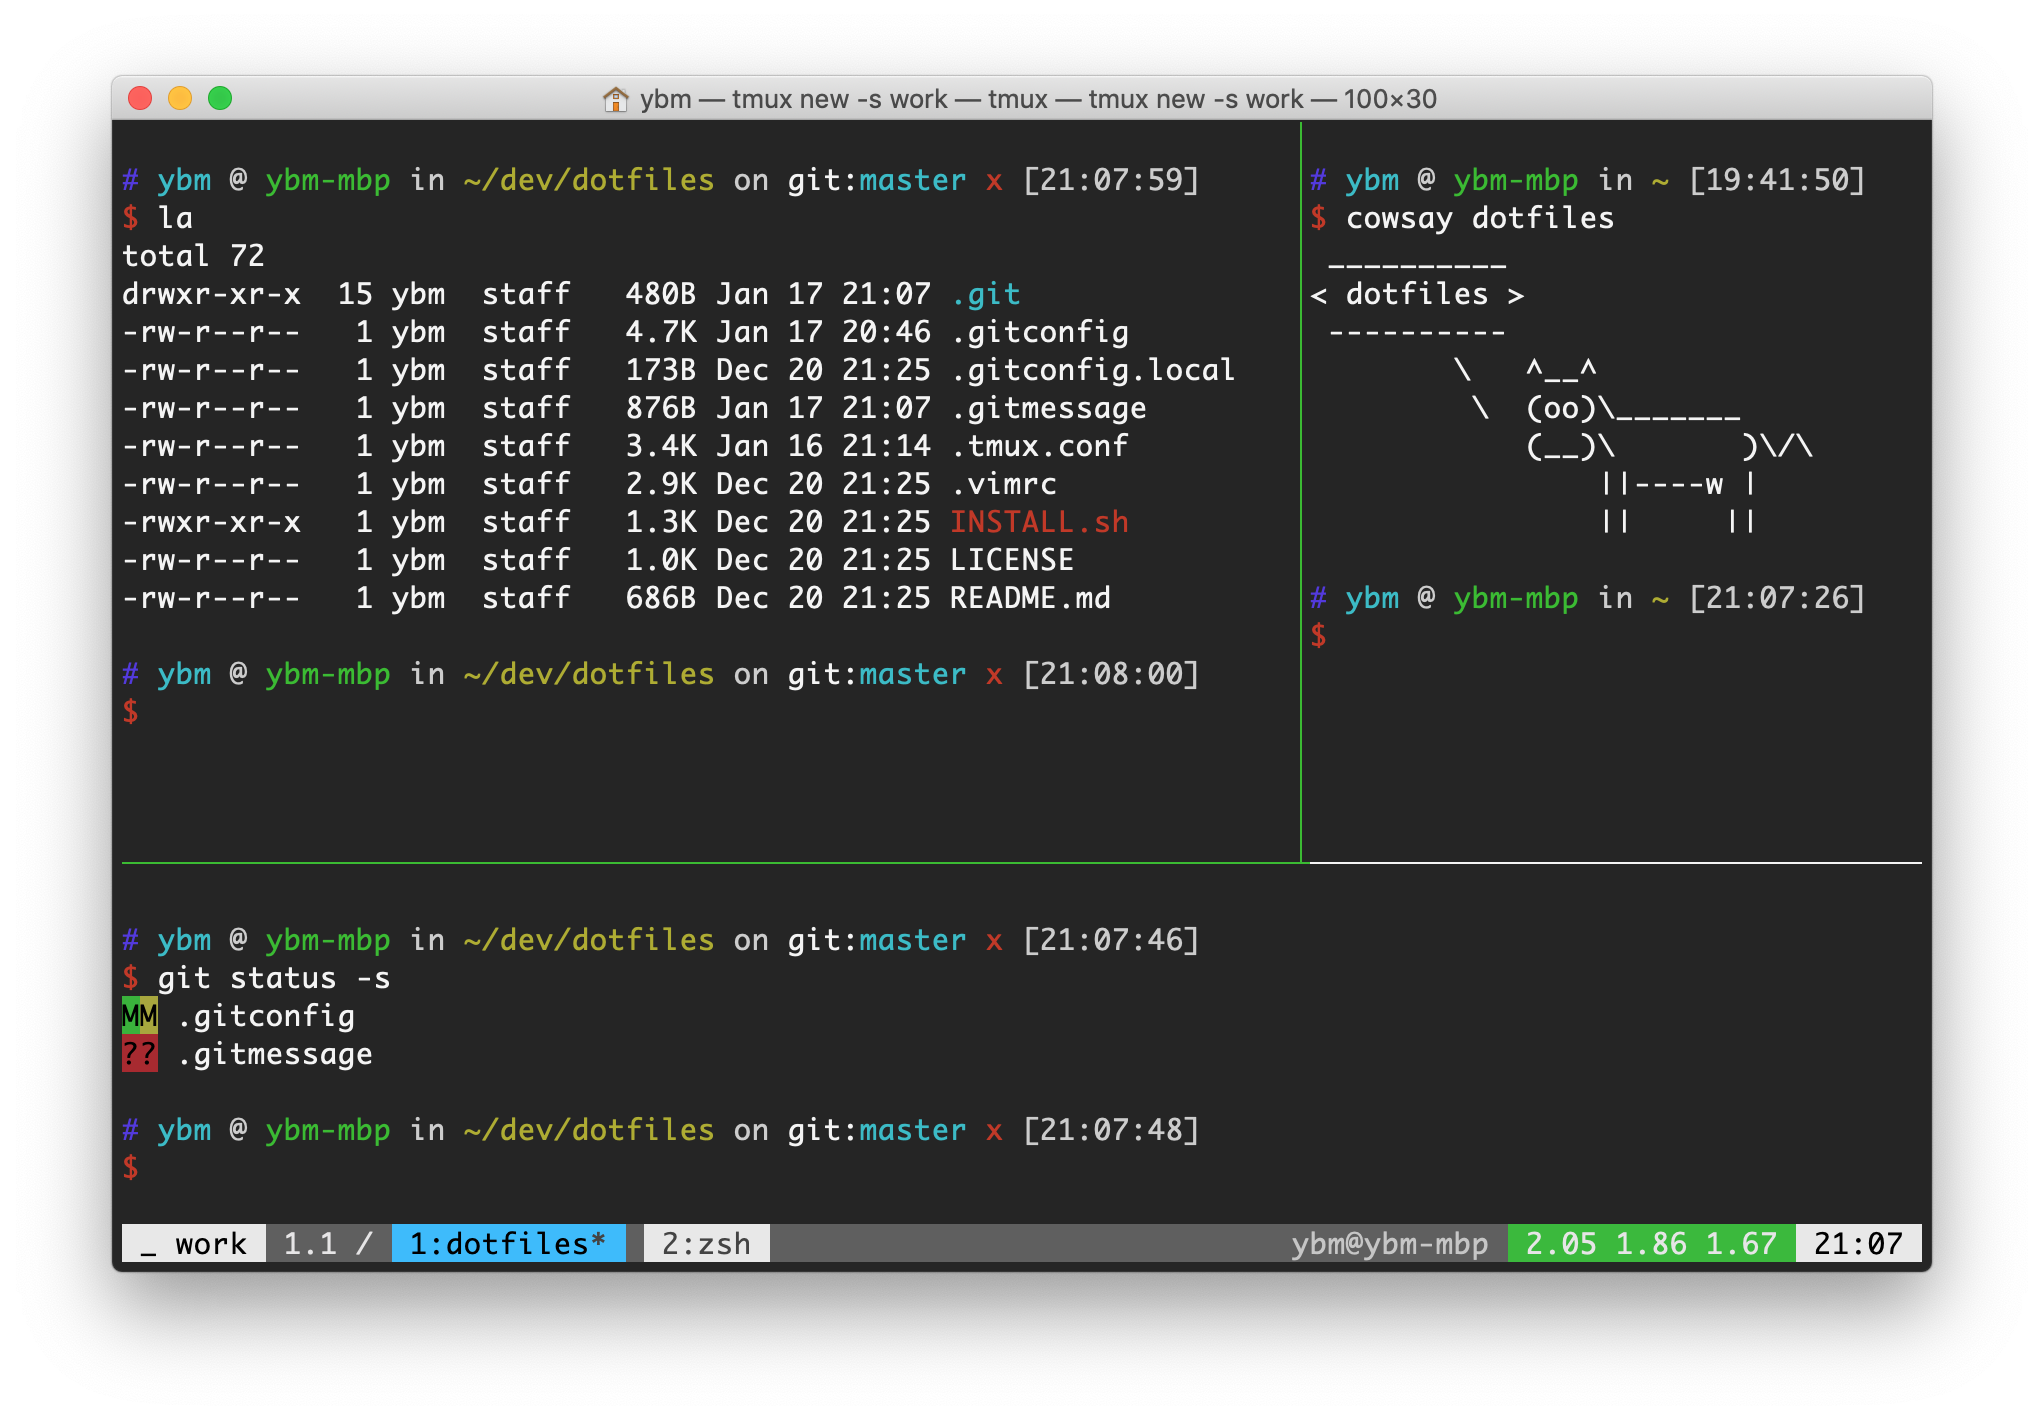 ybm — tmux new -s work — tmux — tmux new -s work — 100×30
# ybm @ ybm-mbp in ~/dev/dotfiles on git:master x [21:07:59]
$ la
total 72
drwxr-xr-x  15 ybm  staff   480B Jan 17 21:07 .git
-rw-r--r--   1 ybm  staff   4.7K Jan 17 20:46 .gitconfig
-rw-r--r--   1 ybm  staff   173B Dec 20 21:25 .gitconfig.local
-rw-r--r--   1 ybm  staff   876B Jan 17 21:07 .gitmessage
-rw-r--r--   1 ybm  staff   3.4K Jan 16 21:14 .tmux.conf
-rw-r--r--   1 ybm  staff   2.9K Dec 20 21:25 .vimrc
-rwxr-xr-x   1 ybm  staff   1.3K Dec 20 21:25 INSTALL.sh
-rw-r--r--   1 ybm  staff   1.0K Dec 20 21:25 LICENSE
-rw-r--r--   1 ybm  staff   686B Dec 20 21:25 README.md
# ybm @ ybm-mbp in ~/dev/dotfiles on git:master x [21:08:00]
$
# ybm @ ybm-mbp in ~ [19:41:50]
$ cowsay dotfiles
 __________
< dotfiles >
 ----------
        \   ^__^
         \  (oo)\_______
            (__)\       )\/\
                ||----w |
                ||     ||
# ybm @ ybm-mbp in ~ [21:07:26]
$
# ybm @ ybm-mbp in ~/dev/dotfiles on git:master x [21:07:46]
$ git status -s
MM .gitconfig
?? .gitmessage
# ybm @ ybm-mbp in ~/dev/dotfiles on git:master x [21:07:48]
$
_ work 1.1 / 1:dotfiles* 2:zsh ybm@ybm-mbp 2.05 1.86 1.67 21:07